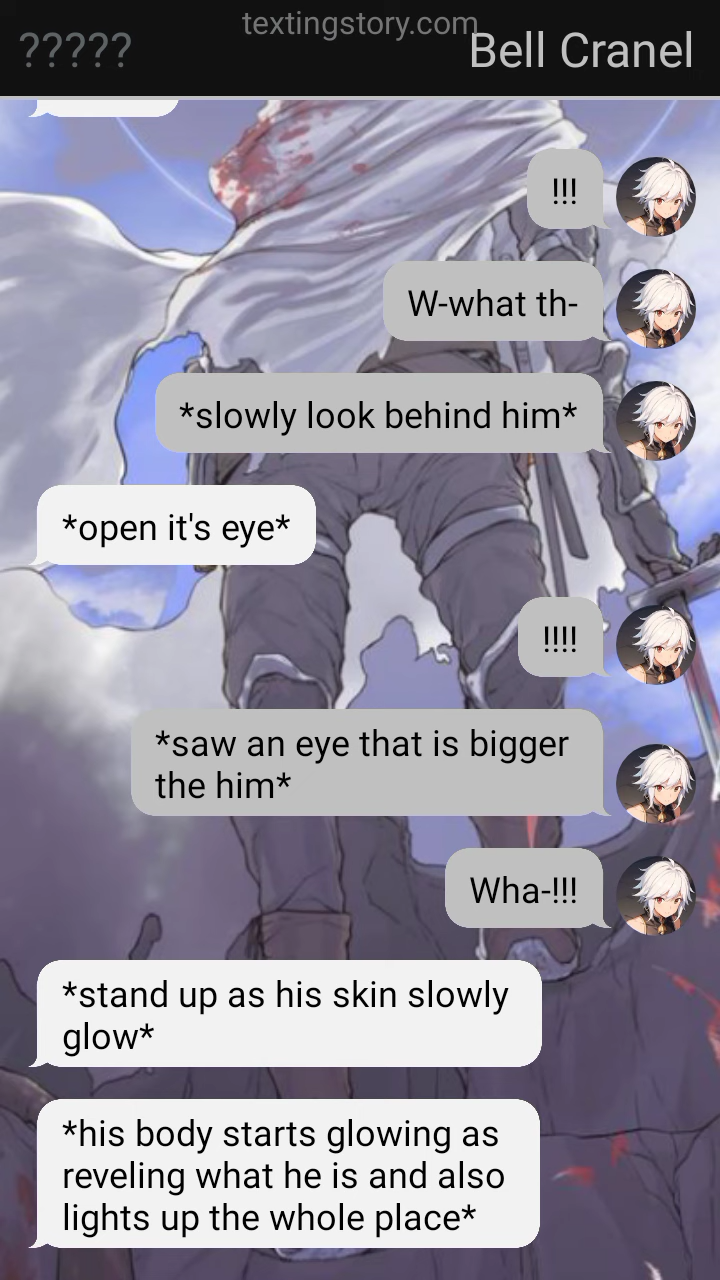 textingstory.com
?????
Bell Cranel
!!!
W-what th-
*slowly look behind him*
*open it's eye*
!!!!
*saw an eye that is bigger
the him*
Wha-!!!
*stand up as his skin slowly
glow*
*his body starts glowing as
reveling what he is and also
lights up the whole place*